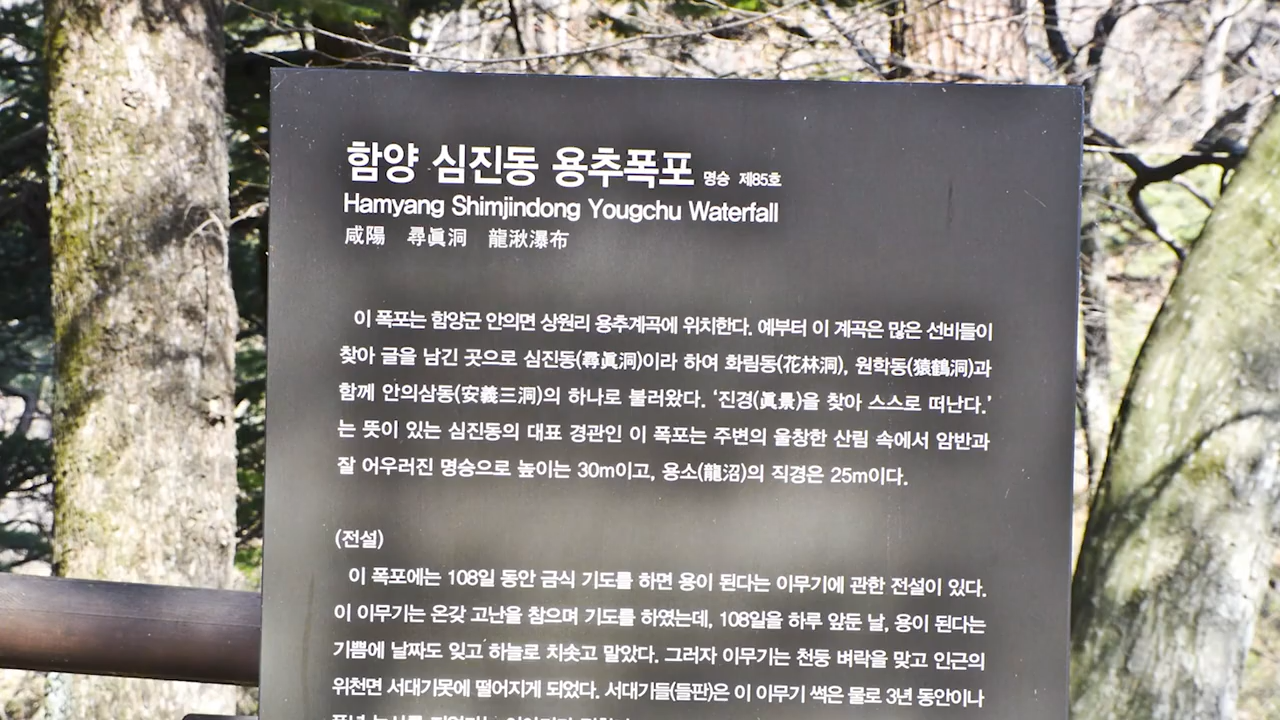 함양 심진동 용추폭포 명승 제85호
Hamyang Shimjindong Yougchu Waterfall
咸陽 尋眞洞 龍湫瀑布
이 폭포는 함양군 안의면 상원리 용추계곡에 위치한다. 예부터 이 계곡은 많은 선비들이
찾아 글을 남긴 곳으로 심진동(尋眞洞)이라 하여 화림동(花林洞), 원학동(猿鶴洞)과
함께 안의삼동(安義三洞)의 하나로 불러왔다. ‘진경(眞景)을 찾아 스스로 떠난다.’
는 뜻이 있는 심진동의 대표 경관인 이 폭포는 주변의 울창한 산림 속에서 암반과
잘 어우러진 명승으로 높이는 30m이고, 용소(龍沼)의 직경은 25m이다.
(전설)
이 폭포에는 108일 동안 금식 기도를 하면 용이 된다는 이무기에 관한 전설이 있다.
이 이무기는 온갖 고난을 참으며 기도를 하였는데, 108일을 하루 앞둔 날, 용이 된다는
기쁨에 날짜도 잊고 하늘로 치솟고 말았다. 그러자 이무기는 천둥 벼락을 맞고 인근의
위천면 서대기못에 떨어지게 되었다. 서대기들(들판)은 이 이무기 썩은 물로 3년 동안이나